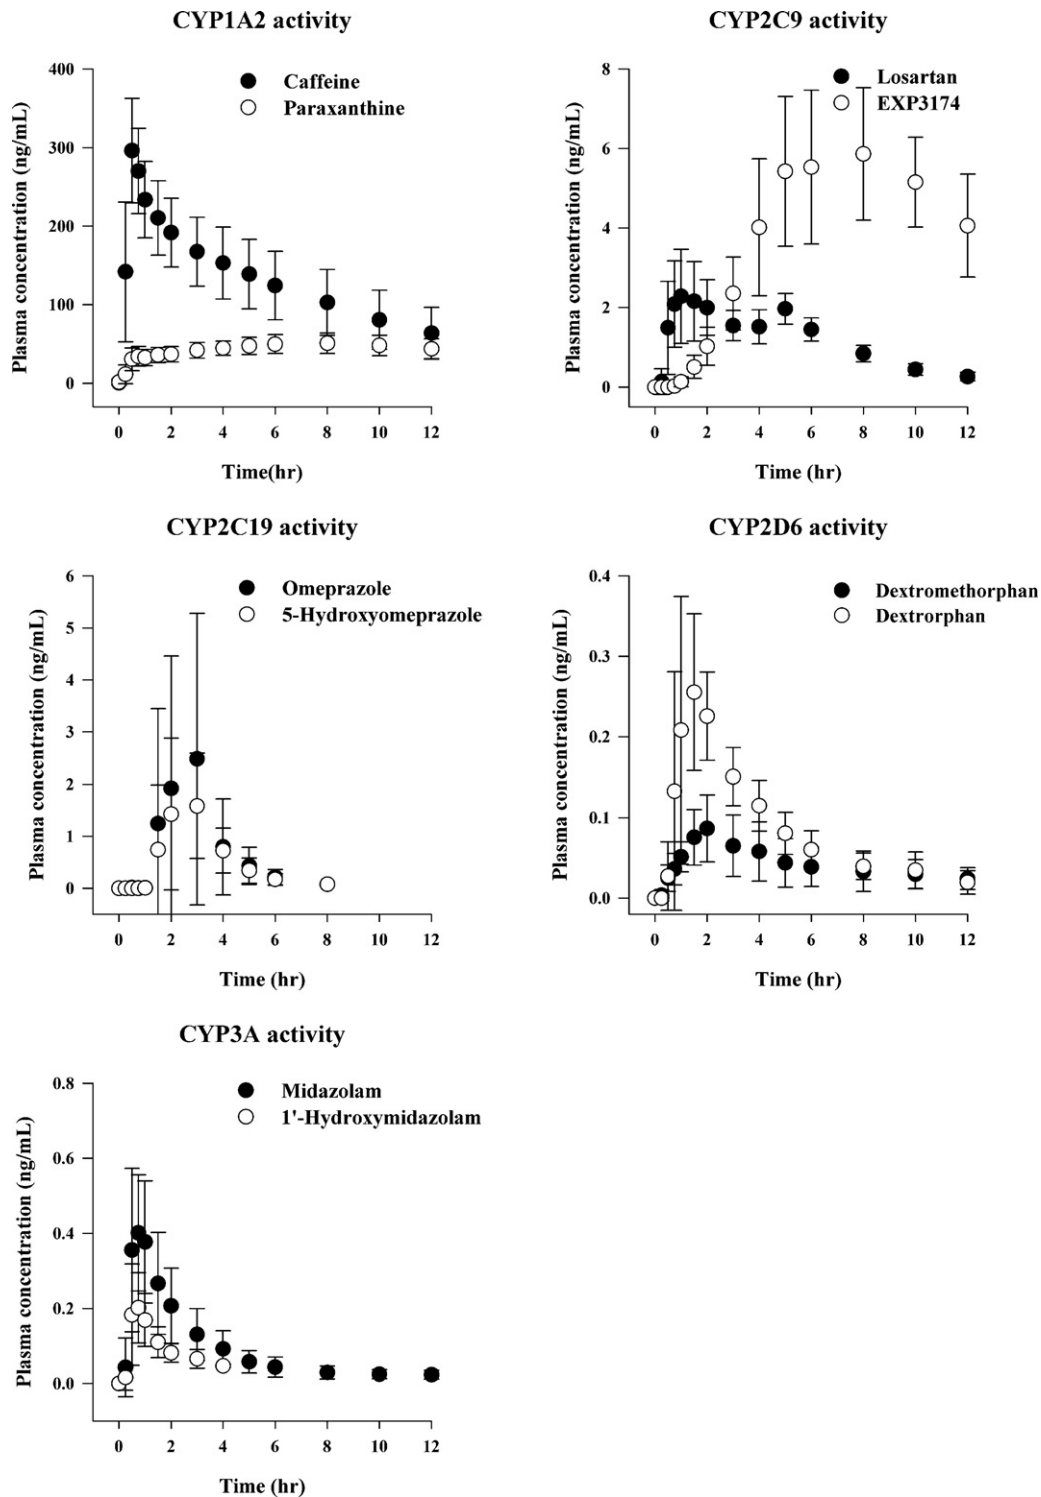 CYP1A2 activity
Plasma concentration (ng/mL)
400
300
200
100
0
Caffeine
Paraxanthine
0 2 4 6 8 10 12
Time(hr)
CYP2C9 activity
Plasma concentration (ng/mL)
8
6
4
2
0
Losartan
EXP3174
0 2 4 6 8 10 12
Time (hr)
CYP2C19 activity
Plasma concentration (ng/mL)
6
5
4
3
2
1
0
Omeprazole
5-Hydroxyomeprazole
0 2 4 6 8 10 12
Time (hr)
CYP2D6 activity
Plasma concentration (ng/mL)
0.4
0.3
0.2
0.1
0.0
Dextromethorphan
Dextrorphan
0 2 4 6 8 10 12
Time (hr)
CYP3A activity
Plasma concentration (ng/mL)
0.8
0.6
0.4
0.2
0.0
Midazolam
1'-Hydroxymidazolam
0 2 4 6 8 10 12
Time (hr)